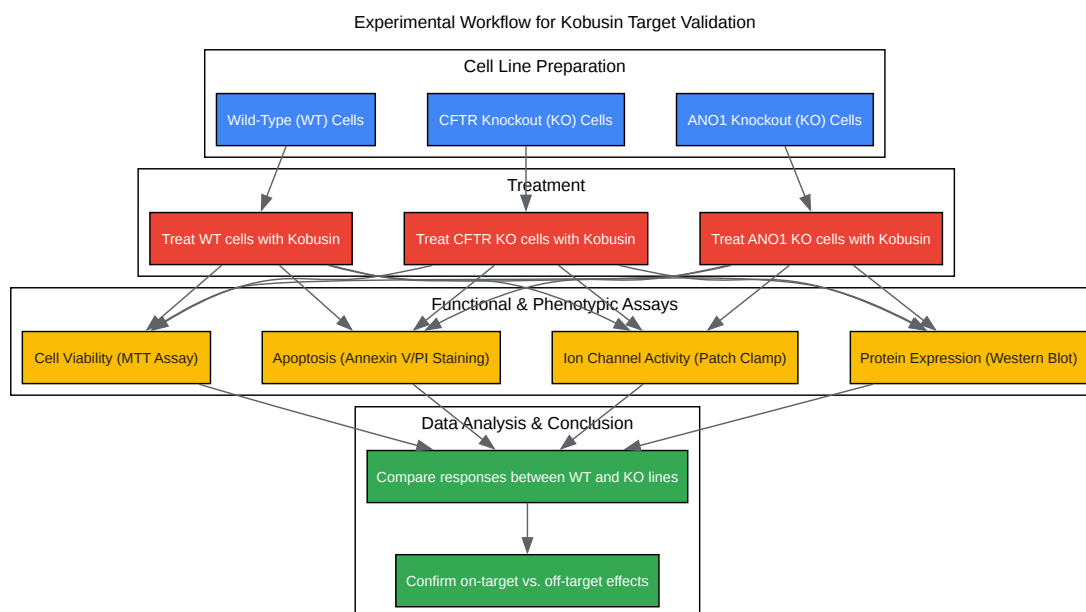 Experimental Workflow for Kobusin Target Validation
Cell Line Preparation
Wild-Type (WT) Cells
CFTR Knockout (KO) Cells
ANO1 Knockout (KO) Cells
Treatment
Treat WT cells with Kobusin
Treat CFTR KO cells with Kobusin
Treat ANO1 KO cells with Kobusin
Functional & Phenotypic Assays
Cell Viability (MTT Assay)
Apoptosis (Annexin V/PI Staining)
Ion Channel Activity (Patch Clamp)
Protein Expression (Western Blot)
Data Analysis & Conclusion
Compare responses between WT and KO lines
Confirm on-target vs. off-target effects